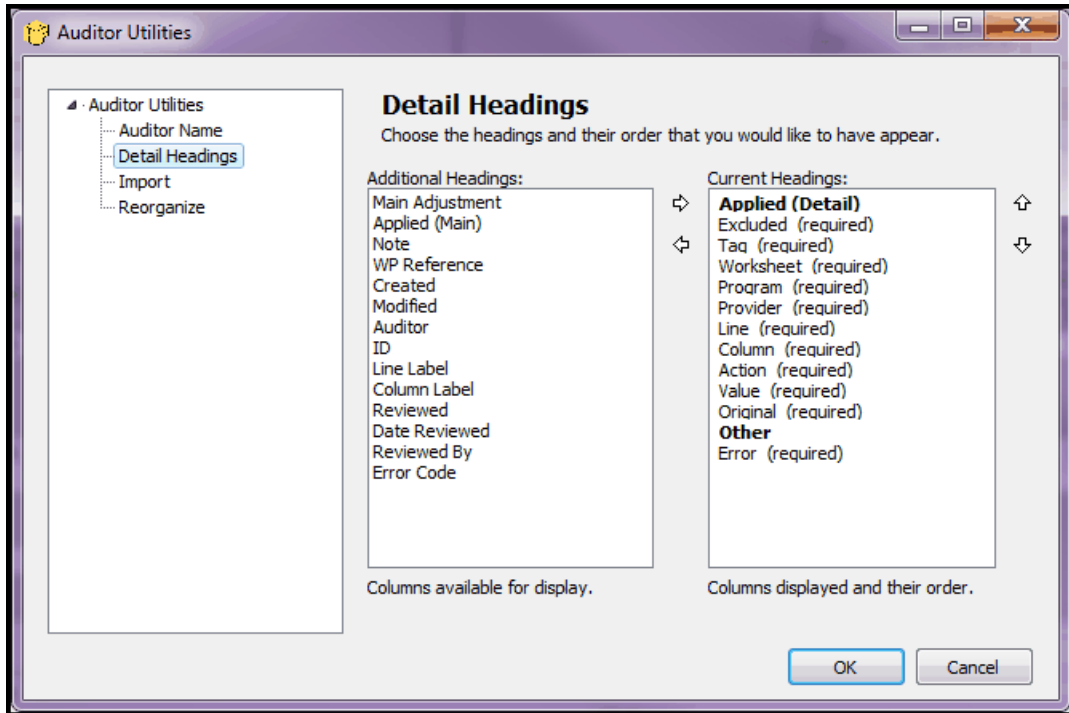 Auditor Utilities
Auditor Utilities
Auditor Name
Detail Headings
Import
Reorganize
Detail Headings
Choose the headings and their order that you would like to have appear.
Additional Headings:
Main Adjustment
Applied (Main)
Note
WP Reference
Created
Modified
Auditor
ID
Line Label
Column Label
Reviewed
Date Reviewed
Reviewed By
Error Code
Columns available for display.
Current Headings:
Applied (Detail)
Excluded (required)
Tag (required)
Worksheet (required)
Program (required)
Provider (required)
Line (required)
Column (required)
Action (required)
Value (required)
Original (required)
Other
Error (required)
Columns displayed and their order.
OK
Cancel